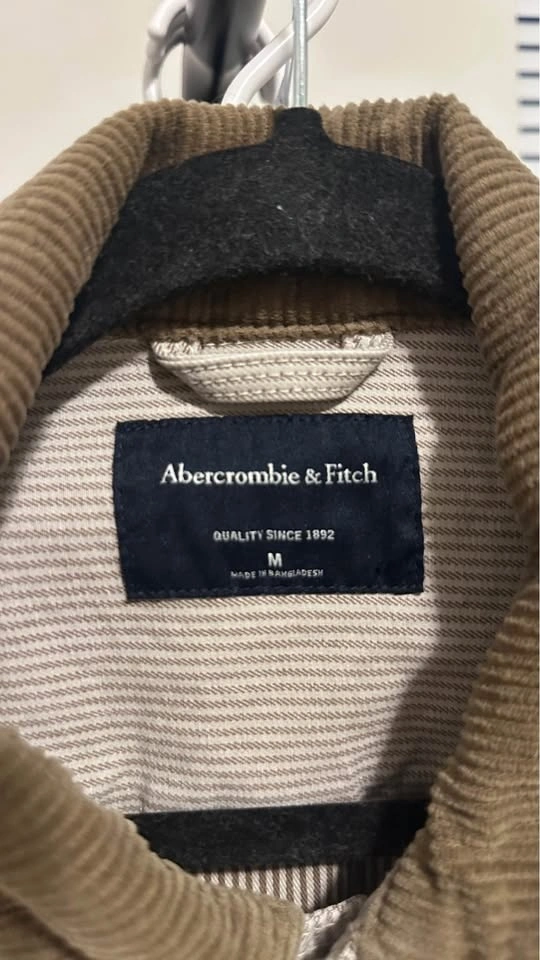 Abercrombie & Fitch
QUALITY SINCE 1892
M
MADE IN BANGLADESH